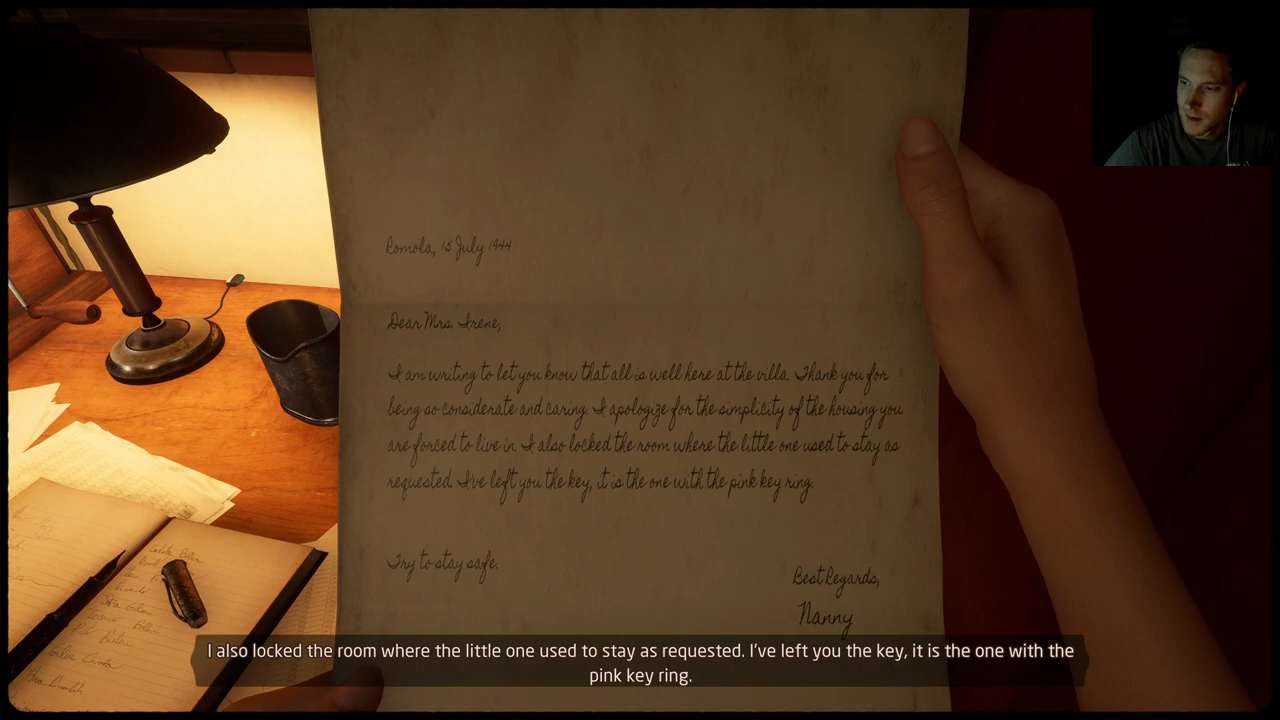 Romola, 15 July 1944
Dear Mrs. Irene,
I am writing to let you know that all is well here at the villa. Thank you for
being so considerate and caring. I apologize for the simplicity of the housing you
are forced to live in. I also locked the room where the little one used to stay as
requested. I've left you the key, it is the one with the pink key ring.
Try to stay safe.
Best Regards,
Nanny
I also locked the room where the little one used to stay as requested. I've left you the key, it is the one with the
pink key ring.